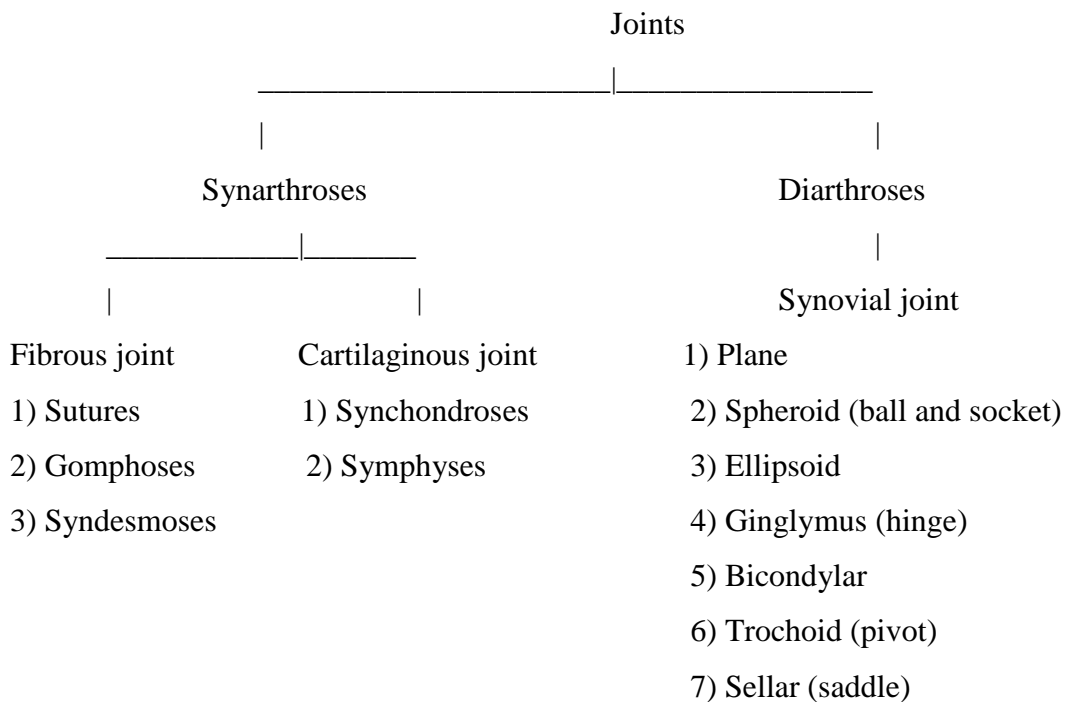 Joints
Synarthroses Diarthroses
Synovial joint
Fibrous joint Cartilaginous joint 1) Plane
1) Sutures 1) Synchondroses 2) Spheroid (ball and socket)
2) Gomphoses 2) Symphyses 3) Ellipsoid
3) Syndesmoses 4) Ginglymus (hinge)
5) Bicondylar
6) Trochoid (pivot)
7) Sellar (saddle)